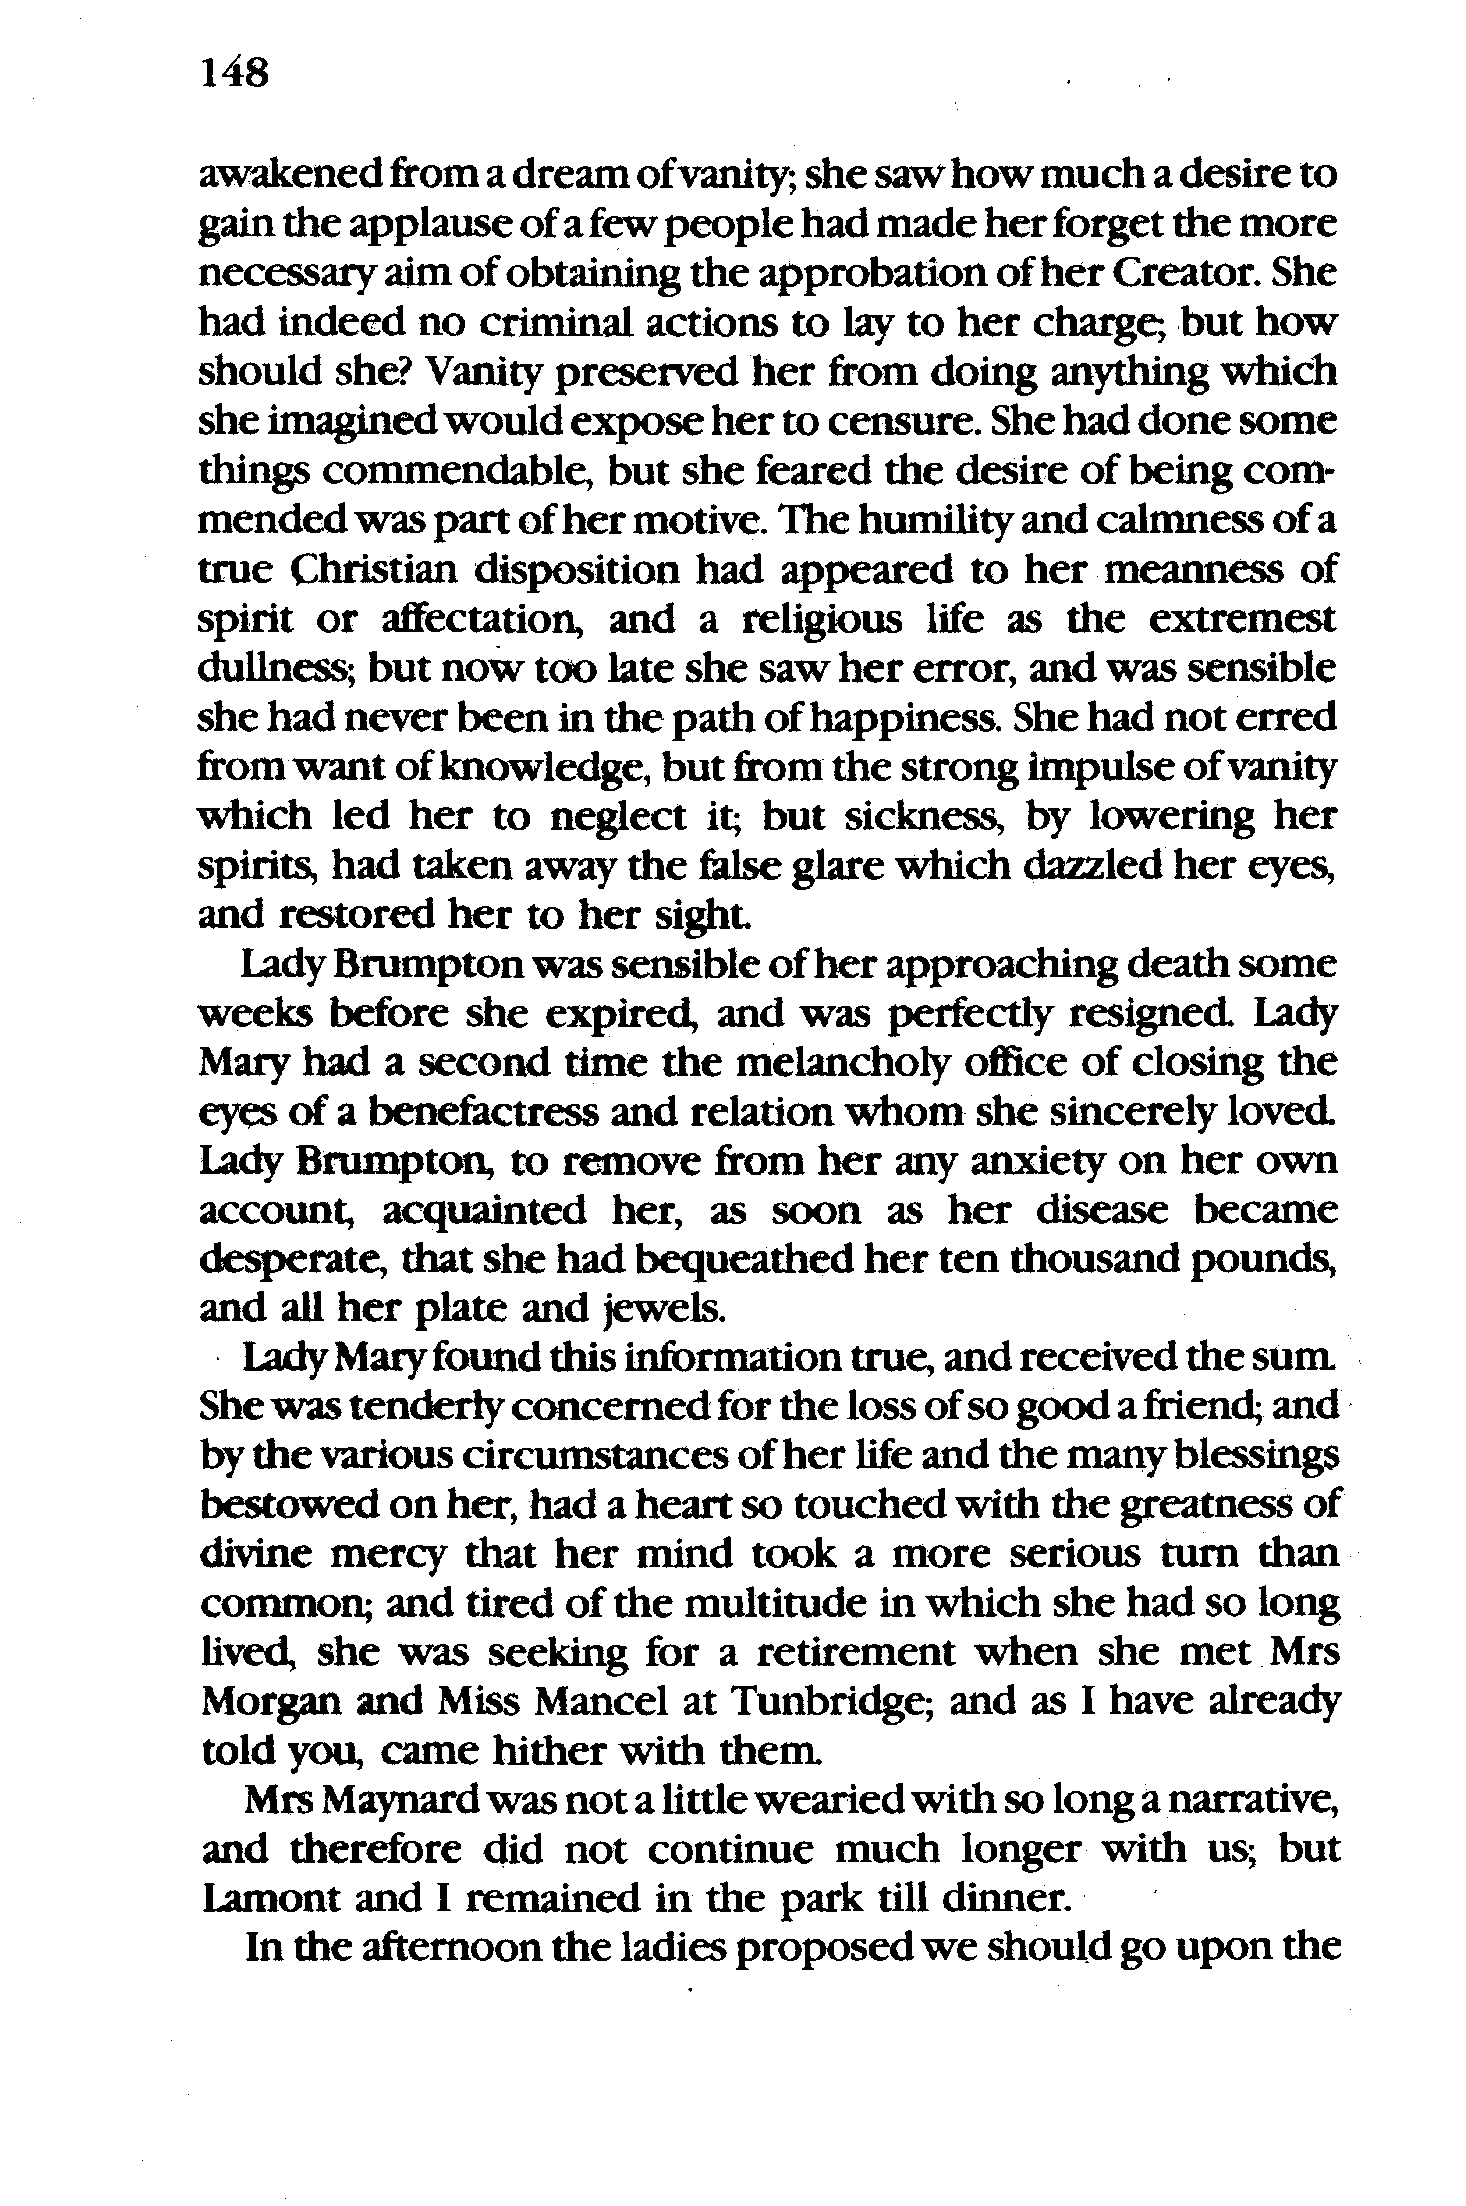 148
awakened from a dream of vanity; she saw how much a desire to
gain the applause of a few people had made her forget the more
necessary aim of obtaining the approbation of her Creator. She
had indeed no criminal actions to lay to her charge; but how
should she? Vanity preserved her from doing anything which
she imagined would expose her to censure. She had done some
things commendable, but she feared the desire of being com-
mended was part of her motive. The humility and calmness of a
true Christian disposition had appeared to her meanness of
spirit or affectation, and a religious life as the extremest
dullness; but now too late she saw her error, and was sensible
she had never been in the path of happiness. She had not erred
from want of knowledge, but from the strong impulse of vanity
which led her to neglect it; but sickness, by lowering her
spirits, had taken away the false glare which dazzled her eyes,
and restored her to her sight.
Lady Brumpton was sensible of her approaching death some
weeks before she expired, and was perfectly resigned. Lady
Mary had a second time the melancholy office of closing the
eyes of a benefactress and relation whom she sincerely loved.
Lady Brumpton, to remove from her any anxiety on her own
account, acquainted her, as soon as her disease became
desperate, that she had bequeathed her ten thousand pounds,
and all her plate and jewels.
Lady Mary found this information true, and received the sum.
She was tenderly concerned for the loss of so good a friend; and
by the various circumstances of her life and the many blessings
bestowed on her, had a heart so touched with the greatness of
divine mercy that her mind took a more serious turn than
common; and tired of the multitude in which she had so long
lived, she was seeking for a retirement when she met Mrs
Morgan and Miss Mancel at Tunbridge; and as I have already
told you, came hither with them.
Mrs Maynard was not a little wearied with so long a narrative,
and therefore did not continue much longer with us; but
Lamont and I remained in the park till dinner.
In the afternoon the ladies proposed we should go upon the